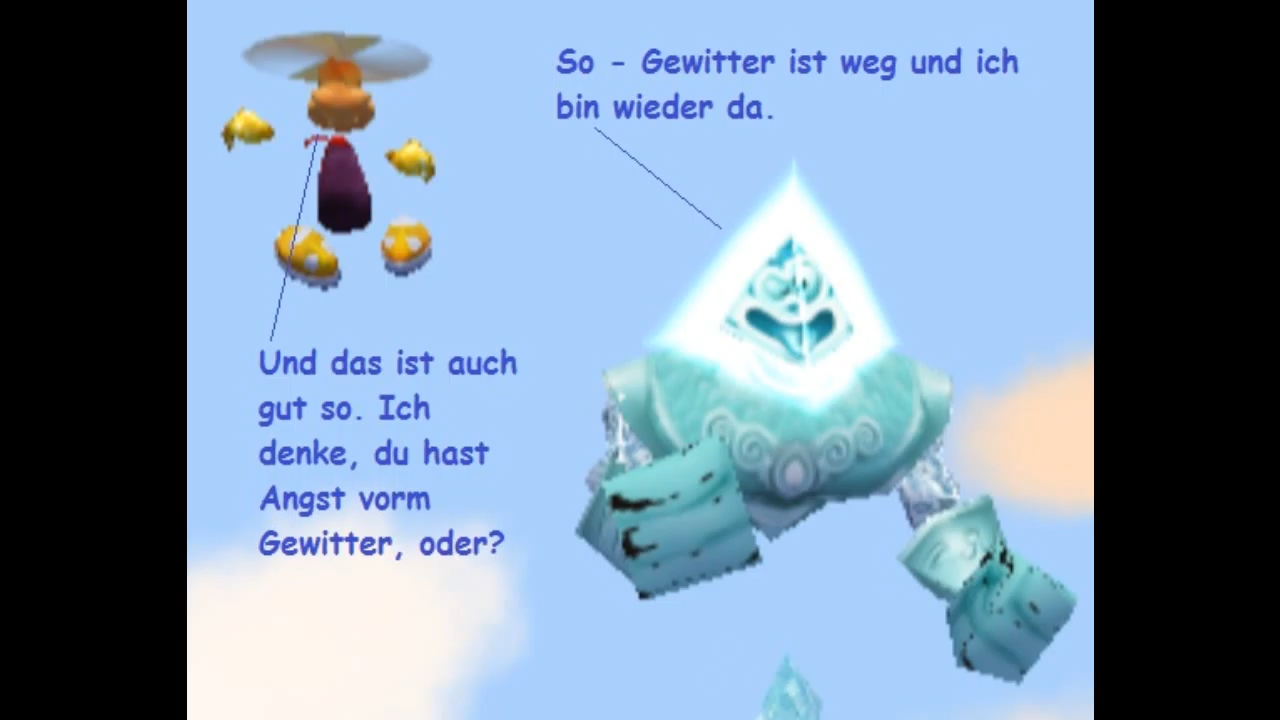 So - Gewitter ist weg und ich
bin wieder da.
Und das ist auch
gut so. Ich
denke, du hast
Angst vorm
Gewitter, oder?